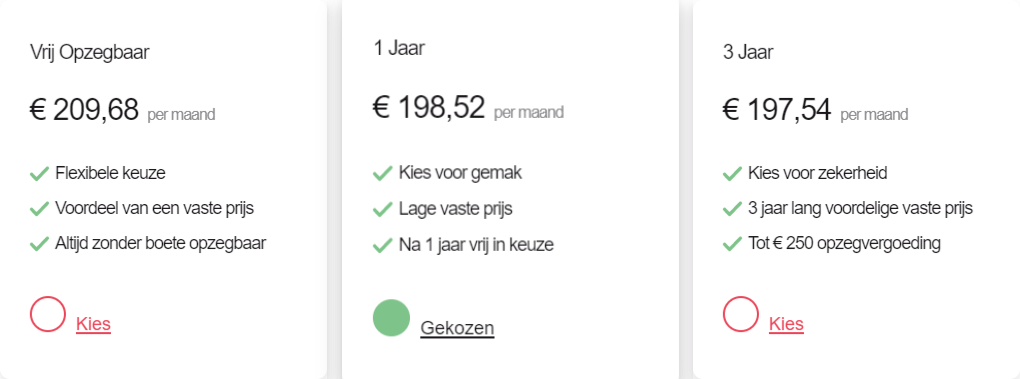 Vrij Opzegbaar
€ 209,68 per maand
Flexibele keuze
Voordeel van een vaste prijs
Altijd zonder boete opzegbaar
Kies
1 Jaar
€ 198,52 per maand
Kies voor gemak
Lage vaste prijs
Na 1 jaar vrij in keuze
Gekozen
3 Jaar
€ 197,54 per maand
Kies voor zekerheid
3 jaar lang voordelige vaste prijs
Tot € 250 opzegvergoeding
Kies